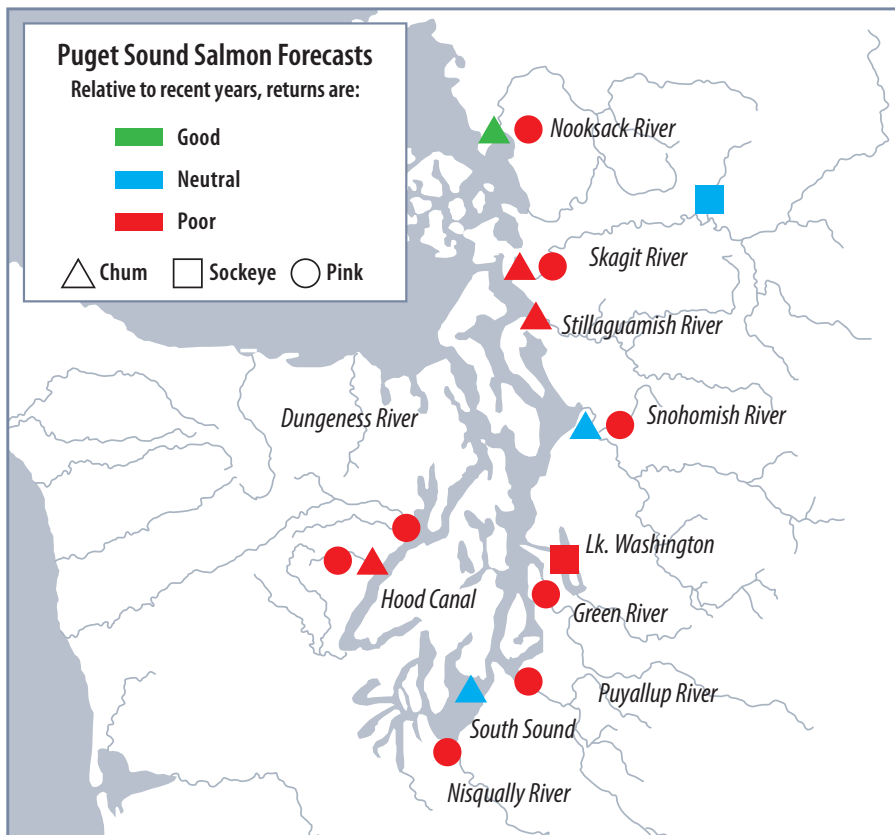 Puget Sound Salmon Forecasts
Relative to recent years, returns are:
Good
Neutral
Poor
Chum Sockeye Pink
Nooksack River
Skagit River
Stillaguamish River
Dungeness River
Snohomish River
Lk. Washington
Hood Canal
Green River
Puyallup River
South Sound
Nisqually River